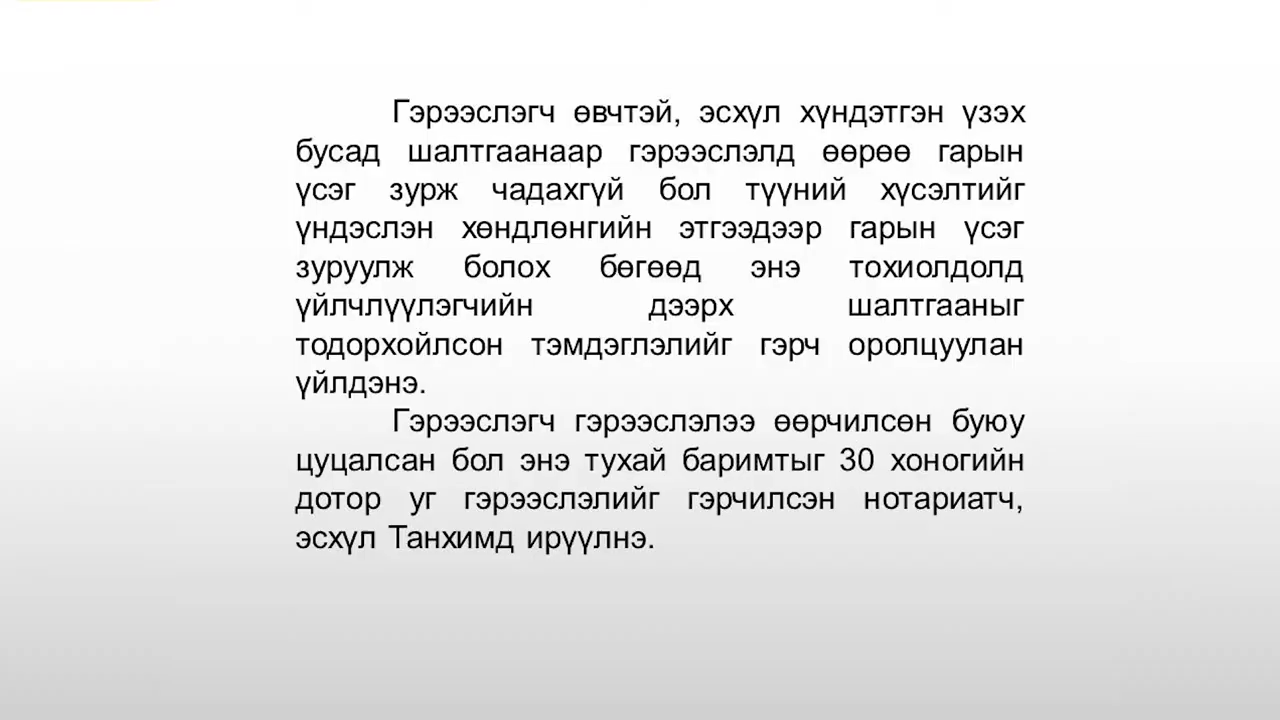 Гэрээслэгч өвчтэй, эсхүл хүндэтгэн үзэх
бусад шалтгаанаар гэрээслэлд өөрөө гарын
үсэг зурж чадахгүй бол түүний хүсэлтийг
үндэслэн хөндлөнгийн этгээдээр гарын үсэг
зуруулж болох бөгөөд энэ тохиолдолд
үйлчлүүлэгчийн дээрх шалтгааныг
тодорхойлсон тэмдэглэлийг гэрч оролцуулан
үйлдэнэ.
Гэрээслэгч гэрээслэлээ өөрчилсөн буюу
цуцалсан бол энэ тухай баримтыг 30 хоногийн
дотор уг гэрээслэлийг гэрчилсэн нотариатч,
эсхүл Танхимд ирүүлнэ.